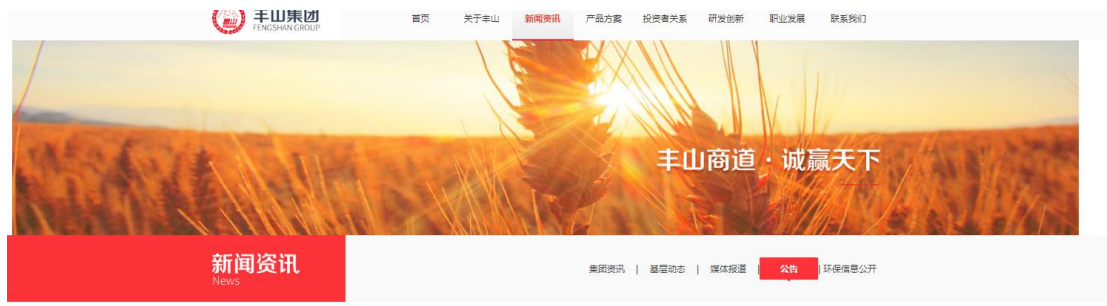 丰山集团
FENGSHAN GROUP
首页 关于丰山 新闻资讯 产品方案 投资者关系 研发创新 职业发展 联系我们
丰山商道·诚赢天下
新闻资讯
News
集团资讯 | 基层动态 | 媒体报道 | 公告 | 环保信息公开